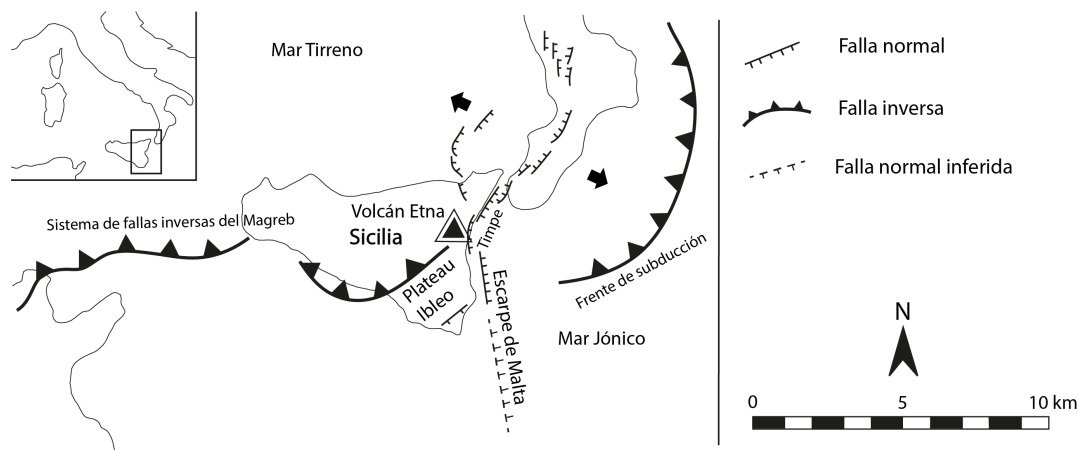 Mar Tirreno
Sistema de fallas inversas del Magreb
Volcán Etna
Sicilia
Timpe
Plateau
Ibleo
Escarpe de Malta
Frente de subducción
Mar Jónico
Falla normal
Falla inversa
Falla normal inferida
N
0 5 10 km